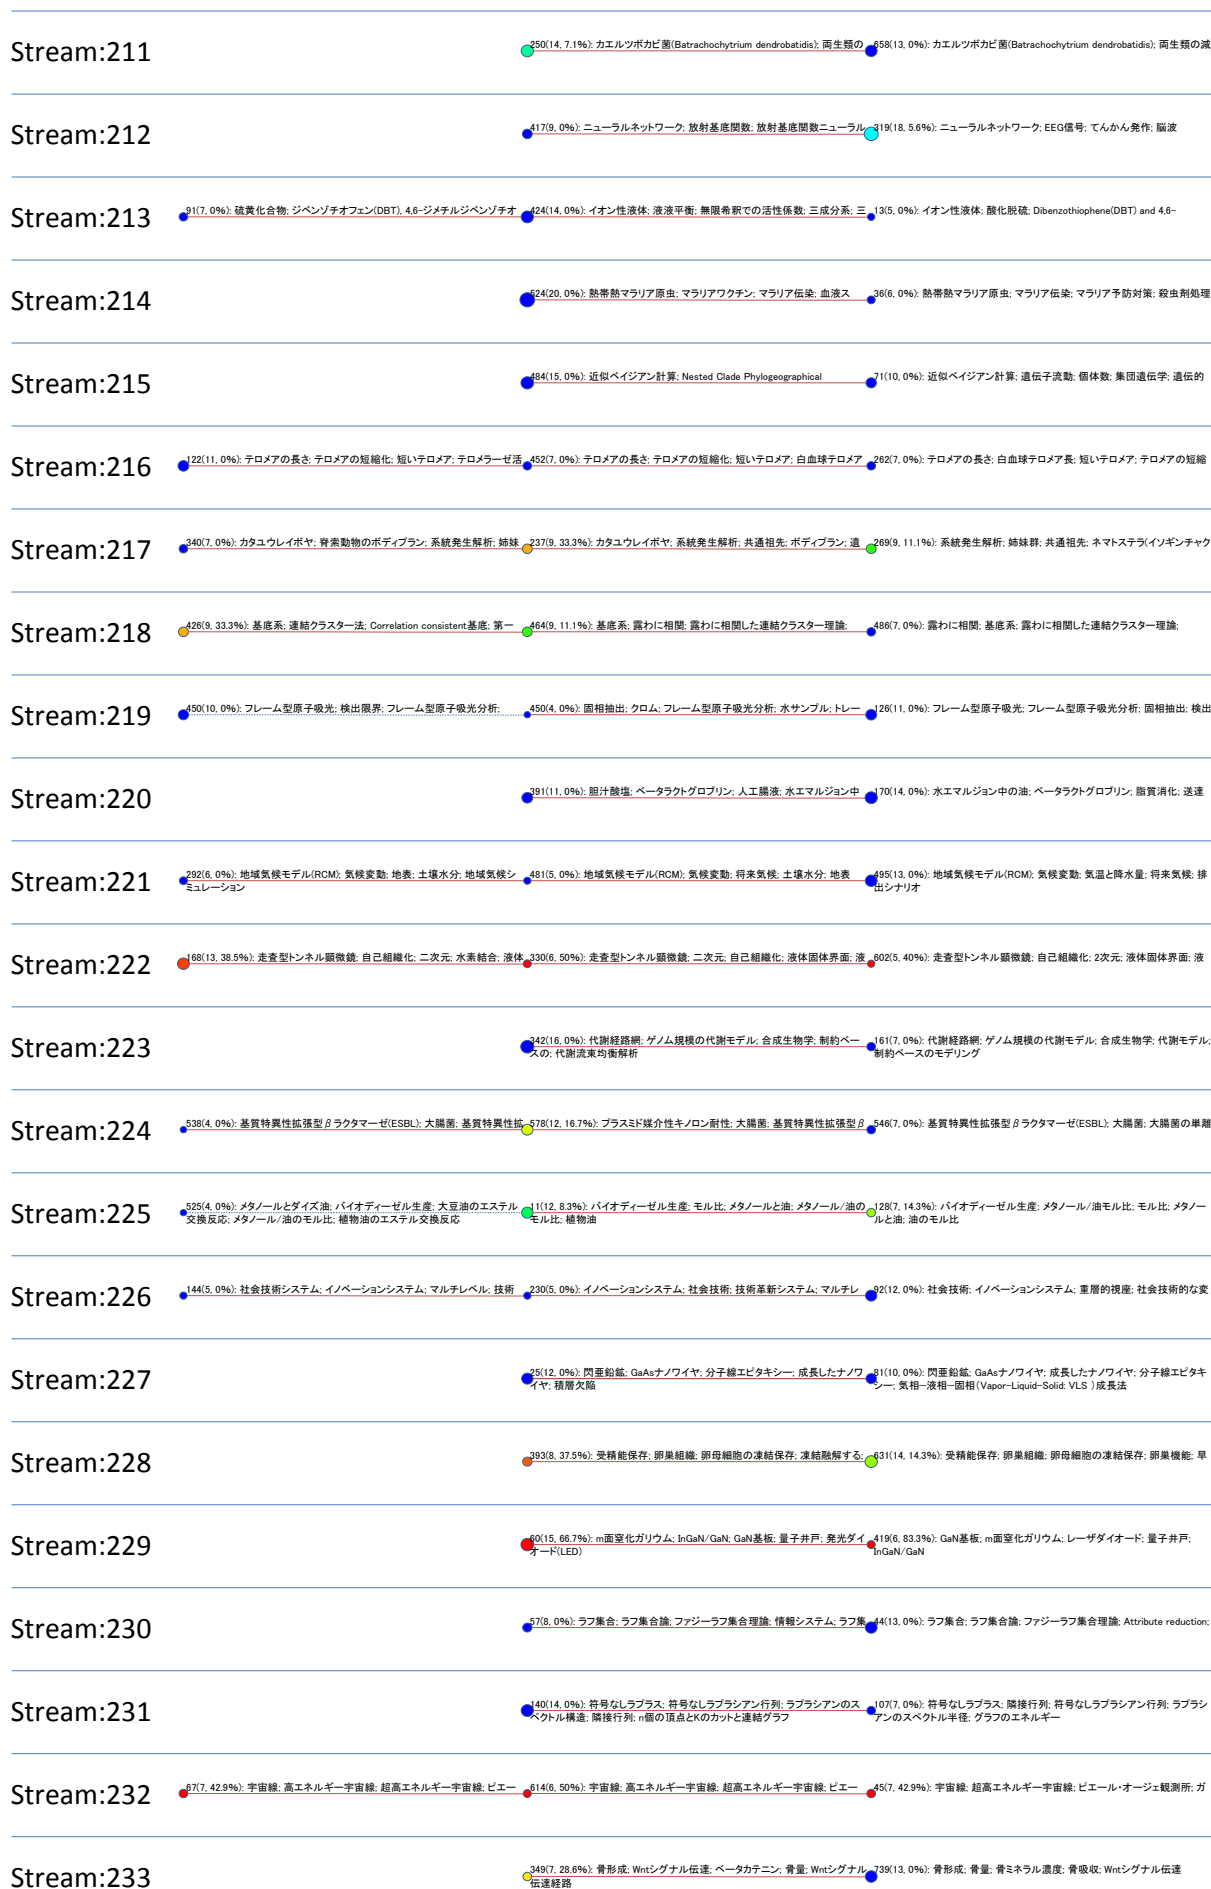 Stream:211
250(14, 7.1%): カエルツボカビ菌(Batrachochytrium dendrobatidis); 両生類の
658(13, 0%): カエルツボカビ菌(Batrachochytrium dendrobatidis); 両生類の減
Stream:212
417(9, 0%): ニューラルネットワーク; 放射基底関数; 放射基底関数ニューラル
319(18, 5.6%): ニューラルネットワーク; EEG信号; てんかん発作; 脳波
Stream:213
91(7, 0%): 硫黄化合物; ジベンゾチオフェン(DBT), 4,6-ジメチルジベンゾチオ
424(14, 0%): イオン性液体; 液液平衡; 無限希釈での活性係数; 三成分系; 三
13(5, 0%): イオン性液体; 酸化脱硫; Dibenzothiophene(DBT) and 4,6-
Stream:214
524(20, 0%): 熱帯熱マラリア原虫; マラリアワクチン; マラリア伝染; 血液ス
36(6, 0%): 熱帯熱マラリア原虫; マラリア伝染; マラリア予防対策; 殺虫剤処理
Stream:215
484(15, 0%): 近似ベイジアン計算; Nested Clade Phylogeographical
71(10, 0%): 近似ベイジアン計算; 遺伝子流動; 個体数; 集団遺伝学; 遺伝的
Stream:216
122(11, 0%): テロメアの長さ; テロメアの短縮化; 短いテロメア; テロメラーゼ活
452(7, 0%): テロメアの長さ; テロメアの短縮化; 短いテロメア; 白血球テロメア
262(7, 0%): テロメアの長さ; 白血球テロメア長; 短いテロメア; テロメアの短縮
Stream:217
340(7, 0%): カタユウレイボヤ; 脊索動物のボディプラン; 系統発生解析; 姉妹
237(9, 33.3%): カタユウレイボヤ; 系統発生解析; 共通祖先; ボディプラン; 遺
269(9, 11.1%): 系統発生解析; 姉妹群; 共通祖先; ネマトステラ(イソギンチャク
Stream:218
426(9, 33.3%): 基底系; 連結クラスター法; Correlation consistent基底; 第一
464(9, 11.1%): 基底系; 露わに相関; 露わに相関した連結クラスター理論;
486(7, 0%): 露わに相関; 基底系; 露わに相関した連結クラスター理論;
Stream:219
450(10, 0%): フレーム型原子吸光; 検出限界; フレーム型原子吸光分析;
450(4, 0%): 固相抽出; クロム; フレーム型原子吸光分析; 水サンプル; トレー
126(11, 0%): フレーム型原子吸光; フレーム型原子吸光分析; 固相抽出; 検出
Stream:220
391(11, 0%): 胆汁酸塩; ベータラクトグロブリン; 人工腸液; 水エマルジョン中
170(14, 0%): 水エマルジョン中の油; ベータラクトグロブリン; 脂質消化; 送達
Stream:221
292(6, 0%): 地域気候モデル(RCM); 気候変動; 地表; 土壌水分; 地域気候シ
ミュレーション
481(5, 0%): 地域気候モデル(RCM); 気候変動; 将来気候; 土壌水分; 地表
495(13, 0%): 地域気候モデル(RCM); 気候変動; 気温と降水量; 将来気候; 排
出シナリオ
Stream:222
168(13, 38.5%): 走査型トンネル顕微鏡; 自己組織化; 二次元; 水素結合; 液体
330(6, 50%): 走査型トンネル顕微鏡; 二次元; 自己組織化; 液体固体界面; 液
602(5, 40%): 走査型トンネル顕微鏡; 自己組織化; 2次元; 液体固体界面; 液
Stream:223
342(16, 0%): 代謝経路網; ゲノム規模の代謝モデル; 合成生物学; 制約ベー
スの; 代謝流束均衡解析
161(7, 0%): 代謝経路網; ゲノム規模の代謝モデル; 合成生物学; 代謝モデル;
制約ベースのモデリング
Stream:224
538(4, 0%): 基質特異性拡張型βラクタマーゼ(ESBL); 大腸菌; 基質特異性拡
578(12, 16.7%): プラスミド媒介性キノロン耐性; 大腸菌; 基質特異性拡張型β
546(7, 0%): 基質特異性拡張型βラクタマーゼ(ESBL); 大腸菌; 大腸菌の単離
Stream:225
525(4, 0%): メタノールとダイズ油; バイオディーゼル生産; 大豆油のエステル
交換反応; メタノール/油のモル比; 植物油のエステル交換反応
11(12, 8.3%): バイオディーゼル生産; モル比; メタノールと油; メタノール/油の
モル比; 植物油
128(7, 14.3%): バイオディーゼル生産; メタノール/油モル比; モル比; メタノー
ルと油; 油のモル比
Stream:226
144(5, 0%): 社会技術システム; イノベーションシステム; マルチレベル; 技術
230(5, 0%): イノベーションシステム; 社会技術; 技術革新システム; マルチレ
92(12, 0%): 社会技術; イノベーションシステム; 重層的視座; 社会技術的な変
Stream:227
25(12, 0%): 閃亜鉛鉱; GaAsナノワイヤ; 分子線エピタキシー; 成長したナノワ
イヤ; 積層欠陥
81(10, 0%): 閃亜鉛鉱; GaAsナノワイヤ; 成長したナノワイヤ; 分子線エピタキ
シー; 気相-液相-固相(Vapor-Liquid-Solid: VLS )成長法
Stream:228
393(8, 37.5%): 受精能保存; 卵巣組織; 卵母細胞の凍結保存; 凍結融解する;
631(14, 14.3%): 受精能保存; 卵巣組織; 卵母細胞の凍結保存; 卵巣機能; 早
Stream:229
60(15, 66.7%): m面窒化ガリウム; InGaN/GaN; GaN基板; 量子井戸; 発光ダイ
オード(LED)
419(6, 83.3%): GaN基板; m面窒化ガリウム; レーザダイオード; 量子井戸;
InGaN/GaN
Stream:230
57(8, 0%): ラフ集合; ラフ集合論; ファジーラフ集合理論; 情報システム; ラフ集
44(13, 0%): ラフ集合; ラフ集合論; ファジーラフ集合理論; Attribute reduction;
Stream:231
140(14, 0%): 符号なしラプラス; 符号なしラプラシアン行列; ラプラシアンのス
ペクトル構造; 隣接行列; n個の頂点とKのカットと連結グラフ
107(7, 0%): 符号なしラプラス; 隣接行列; 符号なしラプラシアン行列; ラプラシ
アンのスペクトル半径; グラフのエネルギー
Stream:232
67(7, 42.9%): 宇宙線; 高エネルギー宇宙線; 超高エネルギー宇宙線; ピエー
614(6, 50%): 宇宙線; 高エネルギー宇宙線; 超高エネルギー宇宙線; ピエー
45(7, 42.9%): 宇宙線; 超高エネルギー宇宙線; ピエール・オージェ観測所; ガ
Stream:233
349(7, 28.6%): 骨形成; Wntシグナル伝達; ベータカテニン; 骨量; Wntシグナル
伝達経路
739(13, 0%): 骨形成; 骨量; 骨ミネラル濃度; 骨吸収; Wntシグナル伝達